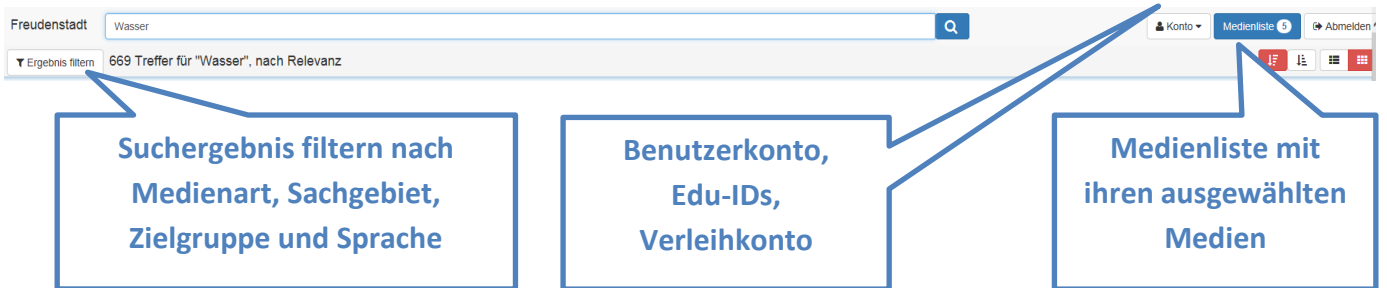 Freudenstadt Wasser Konto Medienliste 5 Abmelden
Ergebnis filtern 669 Treffer für "Wasser", nach Relevanz
Suchergebnis filtern nach
Medienart, Sachgebiet,
Zielgruppe und Sprache
Benutzerkonto,
Edu-IDs,
Verleihkonto
Medienliste mit
ihren ausgewählten
Medien